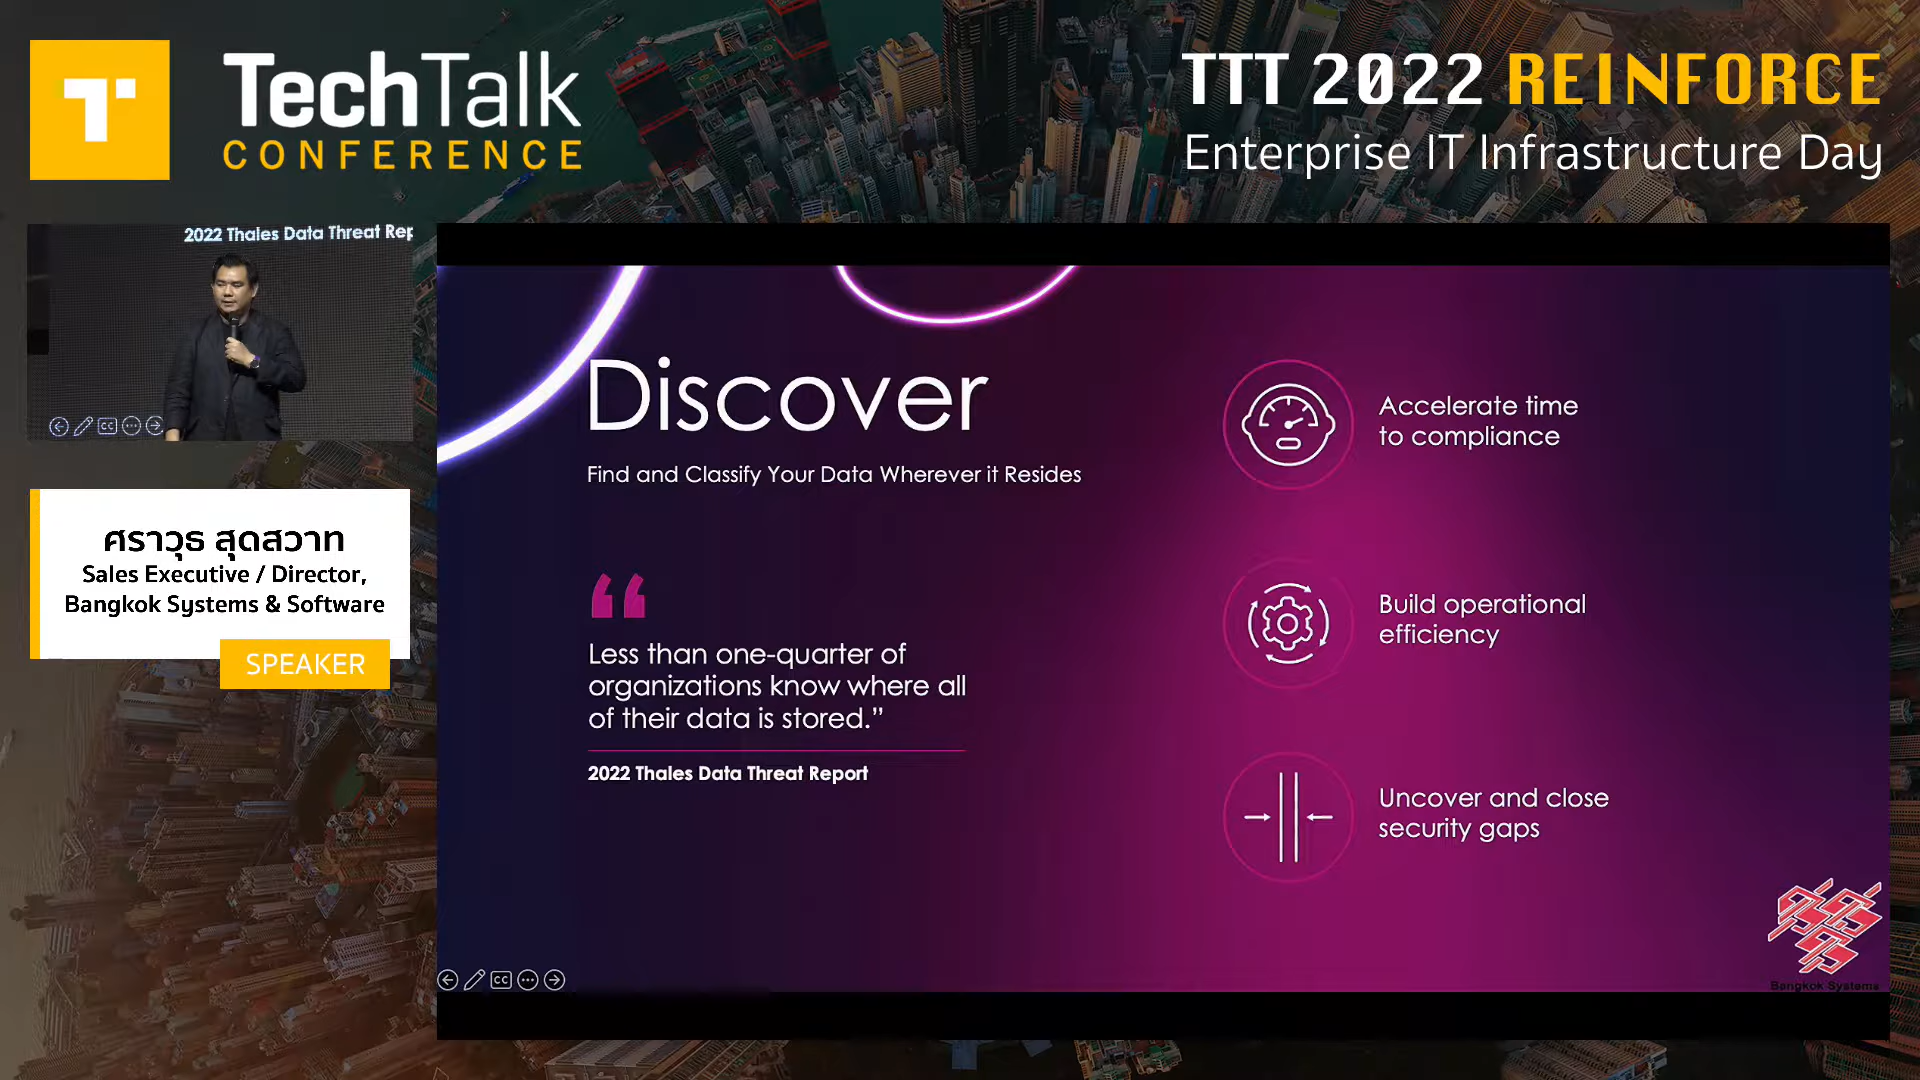 TechTalk
CONFERENCE
TTT 2022 REINFORCE
Enterprise IT Infrastructure Day
2022 Thales Data Threat Rep
ศราวุธ สุดสวาท
Sales Executive / Director,
Bangkok Systems & Software
SPEAKER
Discover
Find and Classify Your Data Wherever it Resides
“
Less than one-quarter of
organizations know where all
of their data is stored.”
2022 Thales Data Threat Report
Accelerate time
to compliance
Build operational
efficiency
Uncover and close
security gaps
CC
CC
Bangkok Systems